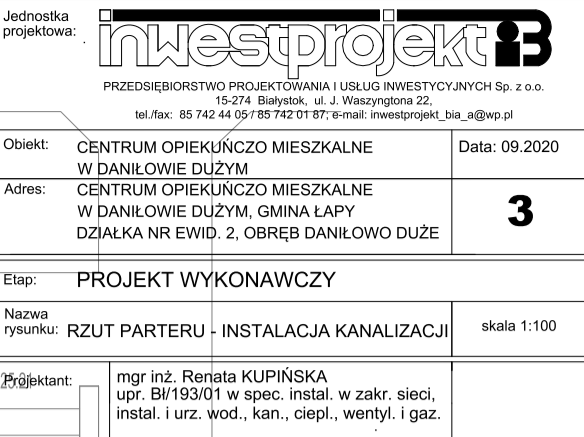 Jednostka
projektowa:
inwestprojekt iB
PRZEDSIĘBIORSTWO PROJEKTOWANIA I USŁUG INWESTYCYJNYCH Sp. z o.o.
15-274 Białystok, ul. J. Waszyngtona 22,
tel./fax: 85 742 44 05 / 85 742 01 87; e-mail: inwestprojekt_bia_a@wp.pl
Obiekt: CENTRUM OPIEKUŃCZO MIESZKALNE
W DANIŁOWIE DUŻYM
Data: 09.2020
Adres: CENTRUM OPIEKUŃCZO MIESZKALNE
W DANIŁOWIE DUŻYM, GMINA ŁAPY
DZIAŁKA NR EWID. 2, OBRĘB DANIŁOWO DUŻE
3
Etap: PROJEKT WYKONAWCZY
Nazwa
rysunku: RZUT PARTERU - INSTALACJA KANALIZACJI
skala 1:100
Projektant: mgr inż. Renata KUPIŃSKA
upr. Bł/193/01 w spec. instal. w zakr. sieci,
instal. i urz. wod., kan., ciepl., wentyl. i gaz.